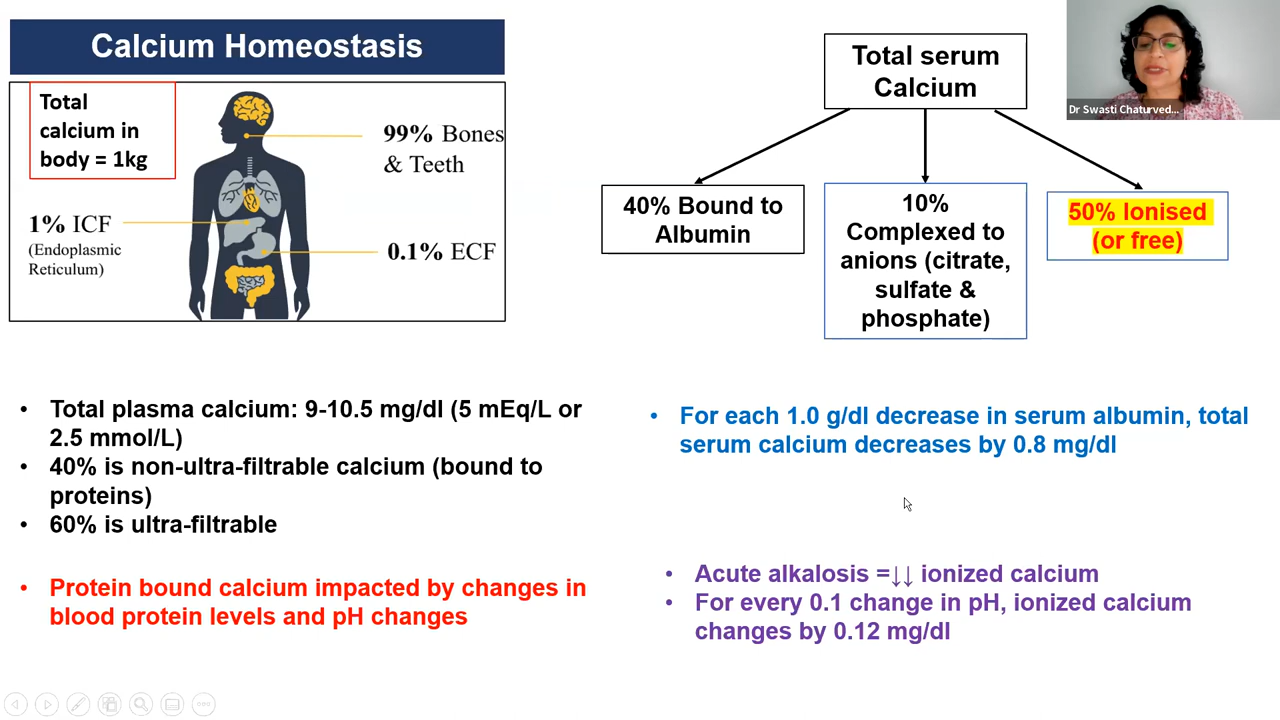 Calcium Homeostasis
Total
calcium in
body = 1kg
99% Bones
& Teeth
1% ICF
(Endoplasmic
Reticulum)
0.1% ECF
Total serum
Calcium
40% Bound to
Albumin
10%
Complexed to
anions (citrate,
sulfate &
phosphate)
50% Ionised
(or free)
Dr Swasti Chaturved...
• Total plasma calcium: 9-10.5 mg/dl (5 mEq/L or
2.5 mmol/L)
• 40% is non-ultra-filtrable calcium (bound to
proteins)
• 60% is ultra-filtrable
• Protein bound calcium impacted by changes in
blood protein levels and pH changes
• For each 1.0 g/dl decrease in serum albumin, total
serum calcium decreases by 0.8 mg/dl
• Acute alkalosis =↓↓ ionized calcium
• For every 0.1 change in pH, ionized calcium
changes by 0.12 mg/dl